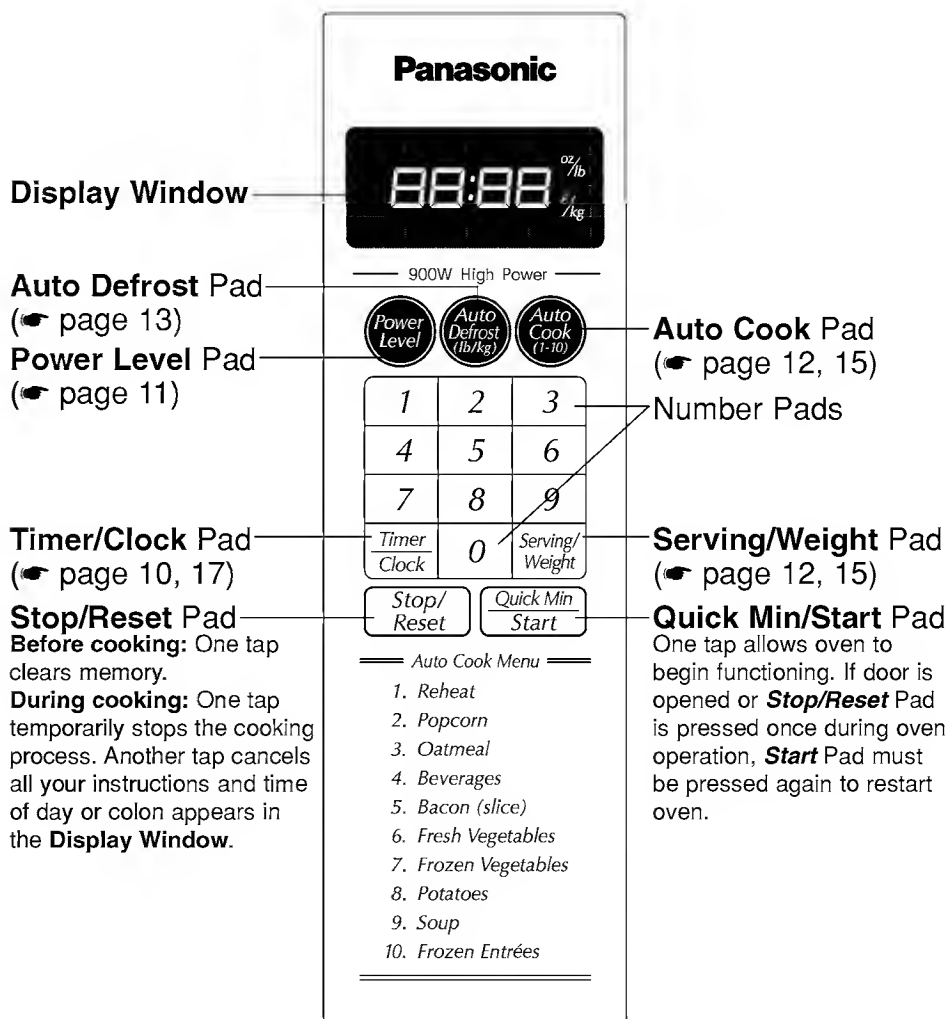 Panasonic
88:88
oz/lb
/kg
900W High Power
Power Level
Auto Defrost (lb/kg)
Auto Cook (1-10)
1 2 3
4 5 6
7 8 9
Timer
Clock
0
Serving/
Weight
Stop/
Reset
Quick Min
Start
Auto Cook Menu
1. Reheat
2. Popcorn
3. Oatmeal
4. Beverages
5. Bacon (slice)
6. Fresh Vegetables
7. Frozen Vegetables
8. Potatoes
9. Soup
10. Frozen Entrées
Display Window
Auto Defrost Pad
(☛ page 13)
Power Level Pad
(☛ page 11)
Timer/Clock Pad
(☛ page 10, 17)
Stop/Reset Pad
Before cooking: One tap
clears memory.
During cooking: One tap
temporarily stops the cooking
process. Another tap cancels
all your instructions and time
of day or colon appears in
the Display Window.
Auto Cook Pad
(☛ page 12, 15)
Number Pads
Serving/Weight Pad
(☛ page 12, 15)
Quick Min/Start Pad
One tap allows oven to
begin functioning. If door is
opened or Stop/Reset Pad
is pressed once during oven
operation, Start Pad must
be pressed again to restart
oven.